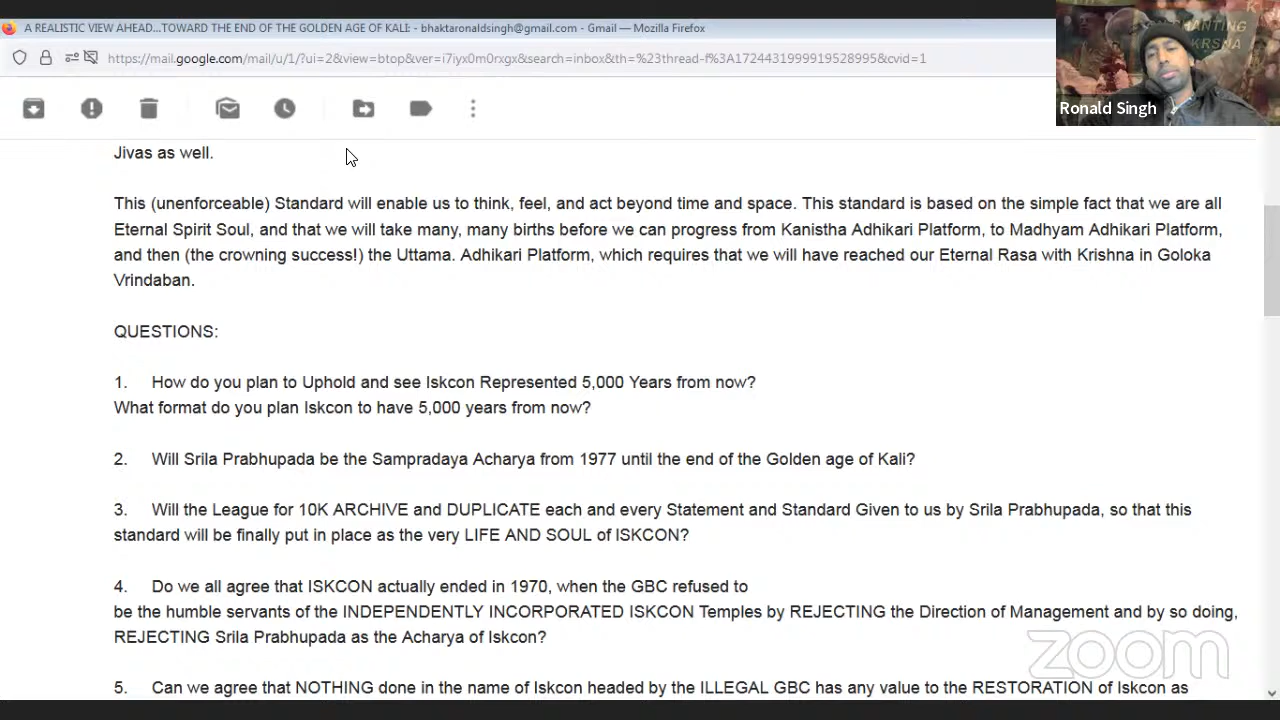 A REALISTIC VIEW AHEAD...TOWARD THE END OF THE GOLDEN AGE OF KALI: - bhaktaronaldsingh@gmail.com - Gmail — Mozilla Firefox
https://mail.google.com/mail/u/1/?ui=2&view=btop&ver=i7iyx0m0rxgx&search=inbox&th=%23thread-f%3A1724431999919528995&cvid=1
KRSNA
Ronald Singh
Jivas as well.
This (unenforceable) Standard will enable us to think, feel, and act beyond time and space. This standard is based on the simple fact that we are all
Eternal Spirit Soul, and that we will take many, many births before we can progress from Kanistha Adhikari Platform, to Madhyam Adhikari Platform,
and then (the crowning success!) the Uttama. Adhikari Platform, which requires that we will have reached our Eternal Rasa with Krishna in Goloka
Vrindaban.
QUESTIONS:
1. How do you plan to Uphold and see Iskcon Represented 5,000 Years from now?
What format do you plan Iskcon to have 5,000 years from now?
2. Will Srila Prabhupada be the Sampradaya Acharya from 1977 until the end of the Golden age of Kali?
3. Will the League for 10K ARCHIVE and DUPLICATE each and every Statement and Standard Given to us by Srila Prabhupada, so that this
standard will be finally put in place as the very LIFE AND SOUL of ISKCON?
4. Do we all agree that ISKCON actually ended in 1970, when the GBC refused to
be the humble servants of the INDEPENDENTLY INCORPORATED ISKCON Temples by REJECTING the Direction of Management and by so doing,
REJECTING Srila Prabhupada as the Acharya of Iskcon?
5. Can we agree that NOTHING done in the name of Iskcon headed by the ILLEGAL GBC has any value to the RESTORATION of Iskcon as
zoom